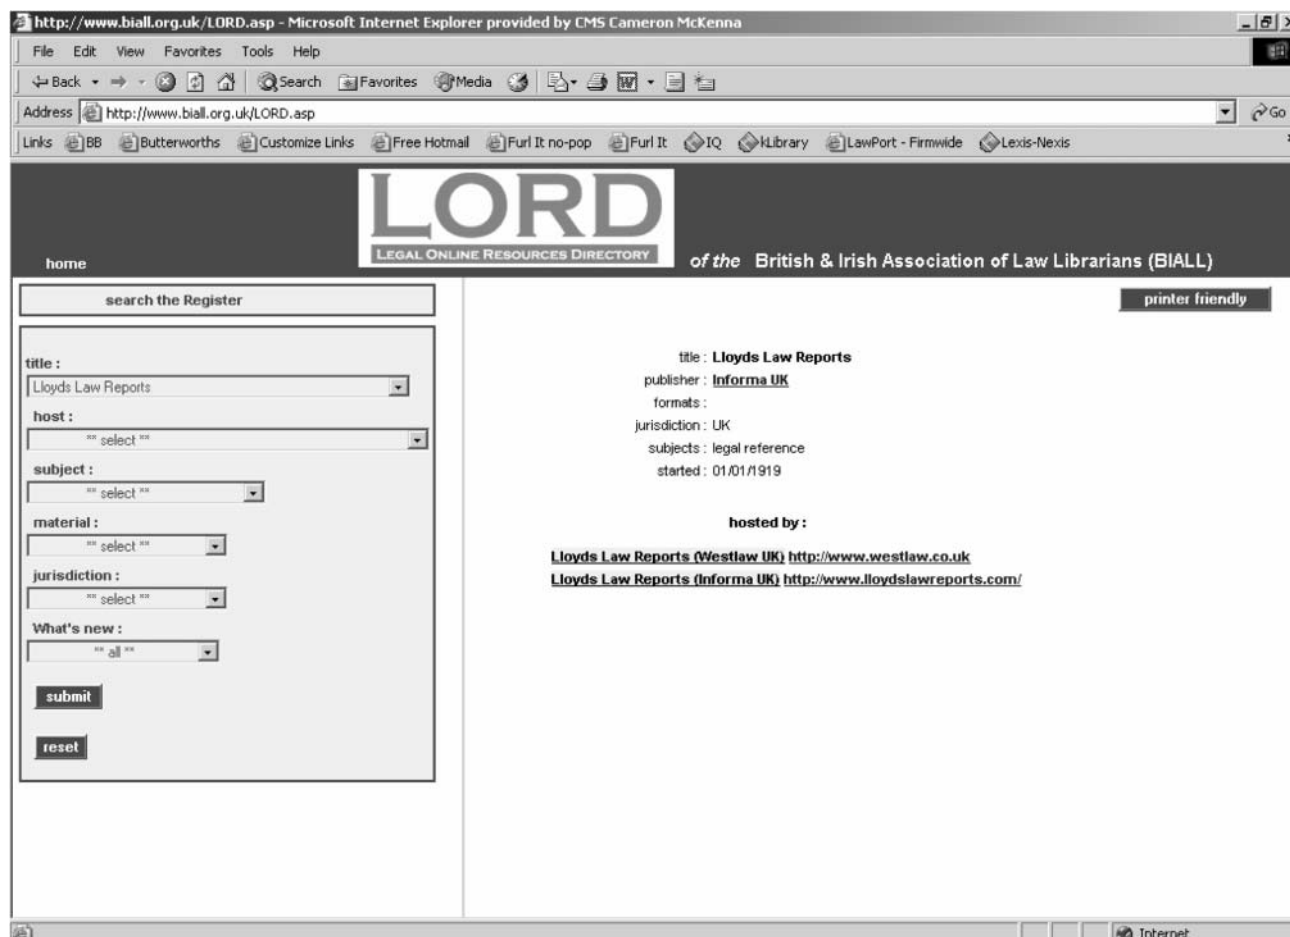 http://www.biall.org.uk/LORD.asp - Microsoft Internet Explorer provided by CMS Cameron McKenna
File Edit View Favorites Tools Help
Back Search Favorites Media
Address http://www.biall.org.uk/LORD.asp Go
Links BB Butterworths Customize Links Free Hotmail Furl It no-pop Furl It IQ kLibrary LawPort - Firmwide Lexis-Nexis
LORD
LEGAL ONLINE RESOURCES DIRECTORY
home of the British & Irish Association of Law Librarians (BIALL)
search the Register
title :
Lloyds Law Reports
host :
** select **
subject :
** select **
material :
** select **
jurisdiction :
** select **
What's new :
** all **
submit
reset
printer friendly
title : Lloyds Law Reports
publisher : Informa UK
formats :
jurisdiction : UK
subjects : legal reference
started : 01/01/1919
hosted by :
Lloyds Law Reports (Westlaw UK) http://www.westlaw.co.uk
Lloyds Law Reports (Informa UK) http://www.lloydslawreports.com/
Internet